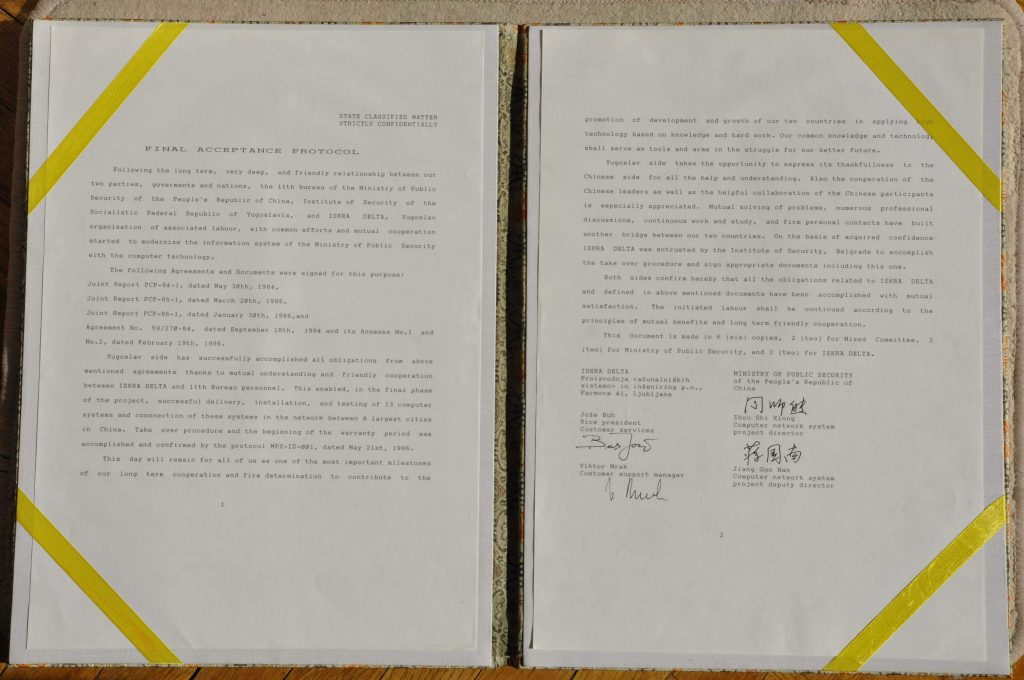 STATE CLASSIFIED MATTER
STRICTLY CONFIDENTIALLY
FINAL ACCEPTANCE PROTOCOL
Following the long term, very deep, and friendly relationship between our
two parties, goverments and nations, the 11th bureau of the Ministry of Public
Security of the People's Republic of China, Institute of Security of the
Socialistic Federal Republic of Yugoslavia, and ISKRA DELTA, Yugoslav
organization of associated labour, with common efforts and mutual cooperation
started to modernize the information system of the Ministry of Public Security
with the computer technology.
The following Agreements and Documents were signed for this purpose:
Joint Report PCP-84-1, dated May 30th, 1984,
Joint Report PCP-85-1, dated March 20th, 1985,
Joint Report PCP-86-1, dated January 30th, 1986,and
Agreement No. 59/270-84, dated September 18th, 1984 and its Annexes No.1 and
No.2, dated February 19th, 1986.
Yugoslav side has successfully accomplished all obligations from above
mentioned agreements thanks to mutual understanding and friendly cooperation
between ISKRA DELTA and 11th Bureau personnel. This enabled, in the final phase
of the project, successful delivery, installation, and testing of 13 computer
systems and connnection of these systems in the network between 8 largest cities
in China. Take over procedure and the beginning of the warranty period was
accomplished and confirmed by the protocol MPS-ID-001, dated May 21st, 1986.
This day will remain for all of us as one of the most important milestones
of our long term cooperation and firm determination to contribute to the
1
promotion of development and growth of our two countries in applying high
technology based on knowledge and hard work. Our common knowledge and technology
shall serve as tools and arms in the struggle for our better future.
Yugoslav side takes the opportunity to express its thankfullness to the
Chinese side for all the help and understanding. Also the cooperation of the
Chinese leaders as well as the helpful collaboration of the Chinese participants
is especially appreciated. Mutual solving of problems, numerous professional
discussions, continuous work and study, and firm personal contacts have built
another bridge between our two countries. On the basis of acquired confidence
ISKRA DELTA was entrusted by the Institute of Security, Belgrade to accomplish
the take over procedure and sign appropriate documents including this one.
Both sides confirm hereby that all the obligations related to ISKRA DELTA
and defined in above mentioned documents have been accomplished with mutual
satisfaction. The initiated labour shall be continued according to the
principles of mutual benefits and long term friendly cooperation.
This document is made in 6 (six) copies, 2 (two) for Mixed Committee, 2
(two) for Ministry of Public Security, and 2 (two) for ISKRA DELTA.
ISKRA DELTA
Proizvodnja računalniških
sistemov in inženiring p.o.,
Parmova 41, Ljubljana
Jože Buh
Vice president
Customer services
Viktor Mrak
Customer support manager
MINISTRY OF PUBLIC SECURITY
of the People's Republic of
China
Zhou Shi Xiong
Computer network system
project director
蒋国南
Jiang Guo Nan
Computer network system
project deputy director
2